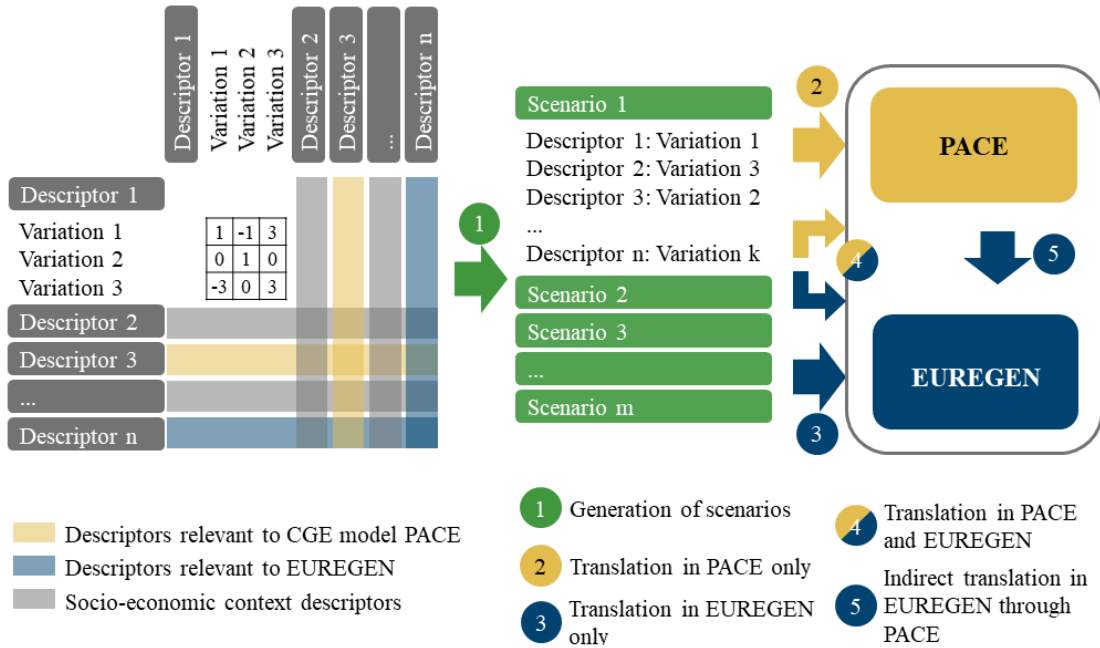 Descriptor 1
Variation 1
Variation 2
Variation 3
Descriptor 2
Descriptor 3
...
Descriptor n
Descriptor 1
Variation 1
1 -1 3
Variation 2
0 1 0
Variation 3
-3 0 3
Descriptor 2
Descriptor 3
...
Descriptor n
1
Scenario 1
Descriptor 1: Variation 1
Descriptor 2: Variation 3
Descriptor 3: Variation 2
...
Descriptor n: Variation k
Scenario 2
Scenario 3
...
Scenario m
2
4
3
PACE
5
EUREGEN
Descriptors relevant to CGE model PACE
Descriptors relevant to EUREGEN
Socio-economic context descriptors
1 Generation of scenarios
2 Translation in PACE only
3 Translation in EUREGEN
only
4 Translation in PACE
and EUREGEN
5 Indirect translation in
EUREGEN through
PACE